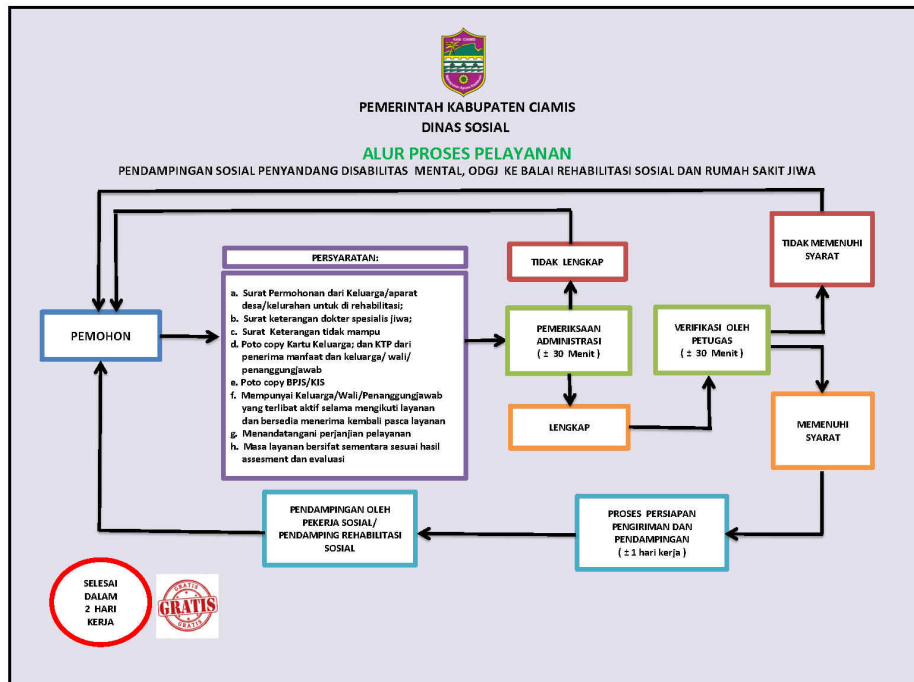 KAB. CIAMIS
PEMERINTAH KABUPATEN CIAMIS
DINAS SOSIAL
ALUR PROSES PELAYANAN
PENDAMPINGAN SOSIAL PENYANDANG DISABILITAS MENTAL, ODGJ KE BALAI REHABILITASI SOSIAL DAN RUMAH SAKIT JIWA
PEMOHON
PERSYARATAN:
a. Surat Permohonan dari Keluarga/aparat
desa/kelurahan untuk di rehabilitasi;
b. Surat keterangan dokter spesialis jiwa;
c. Surat Keterangan tidak mampu
d. Poto copy Kartu Keluarga; dan KTP dari
penerima manfaat dan keluarga/ wali/
penanggungjawab
e. Poto copy BPJS/KIS
f. Mempunyai Keluarga/Wali/Penanggungjawab
yang terlibat aktif selama mengikuti layanan
dan bersedia menerima kembali pasca layanan
g. Menandatangani perjanjian pelayanan
h. Masa layanan bersifat sementara sesuai hasil
assesment dan evaluasi
TIDAK LENGKAP
PEMERIKSAAN
ADMINISTRASI
( ± 30 Menit )
LENGKAP
VERIFIKASI OLEH
PETUGAS
( ± 30 Menit )
TIDAK MEMENUHI
SYARAT
MEMENUHI
SYARAT
PROSES PERSIAPAN
PENGIRIMAN DAN
PENDAMPINGAN
( ± 1 hari kerja )
PENDAMPINGAN OLEH
PEKERJA SOSIAL/
PENDAMPING REHABILITASI
SOSIAL
SELESAI
DALAM
2 HARI
KERJA
GRATIS
GRATIS
GRATIS